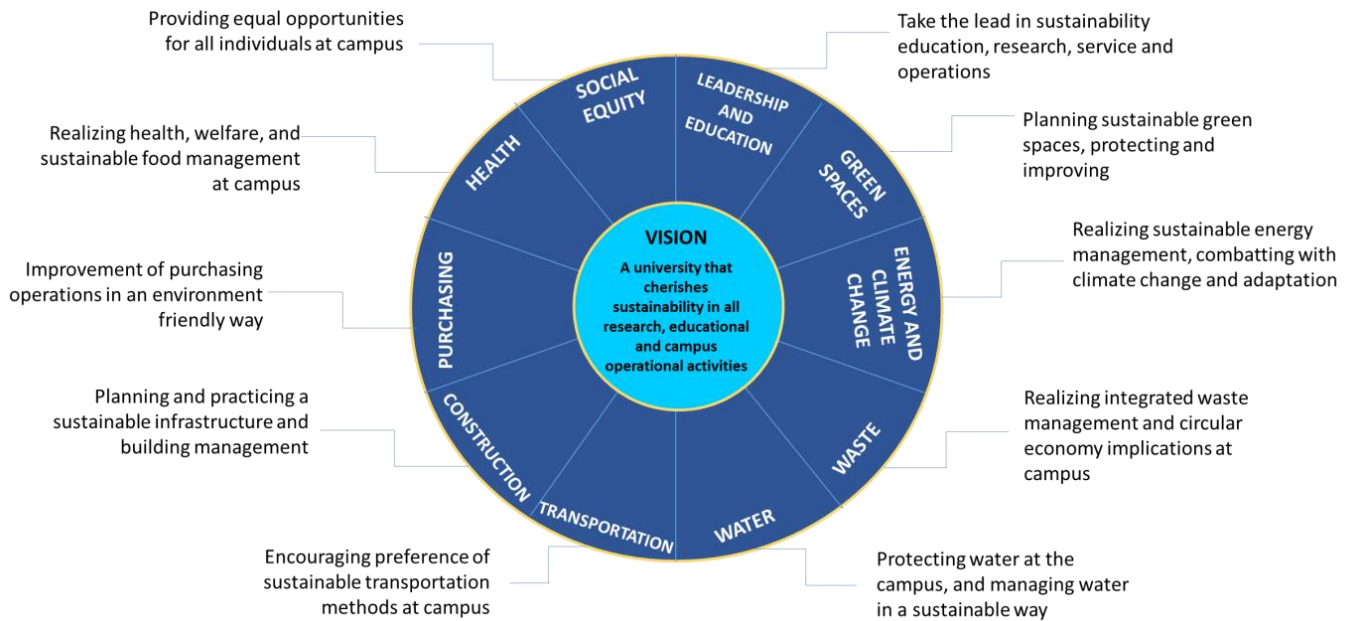 Providing equal opportunities
for all individuals at campus
Take the lead in sustainability
education, research, service and
operations
SOCIAL
EQUITY
LEADERSHIP
AND
EDUCATION
Realizing health, welfare, and
sustainable food management
at campus
HEALTH
GREEN
SPACES
Planning sustainable green
spaces, protecting and
improving
VISION
A university that
cherishes
sustainability in all
research, educational
and campus
operational activities
Improvement of purchasing
operations in an environment
friendly way
PURCHASING
ENERGY AND
CLIMATE
CHANGE
Realizing sustainable energy
management, combatting with
climate change and adaptation
Planning and practicing a
sustainable infrastructure and
building management
CONSTRUCTION
WASTE
Realizing integrated waste
management and circular
economy implications at
campus
TRANSPORTATION
WATER
Encouraging preference of
sustainable transportation
methods at campus
Protecting water at the
campus, and managing water
in a sustainable way